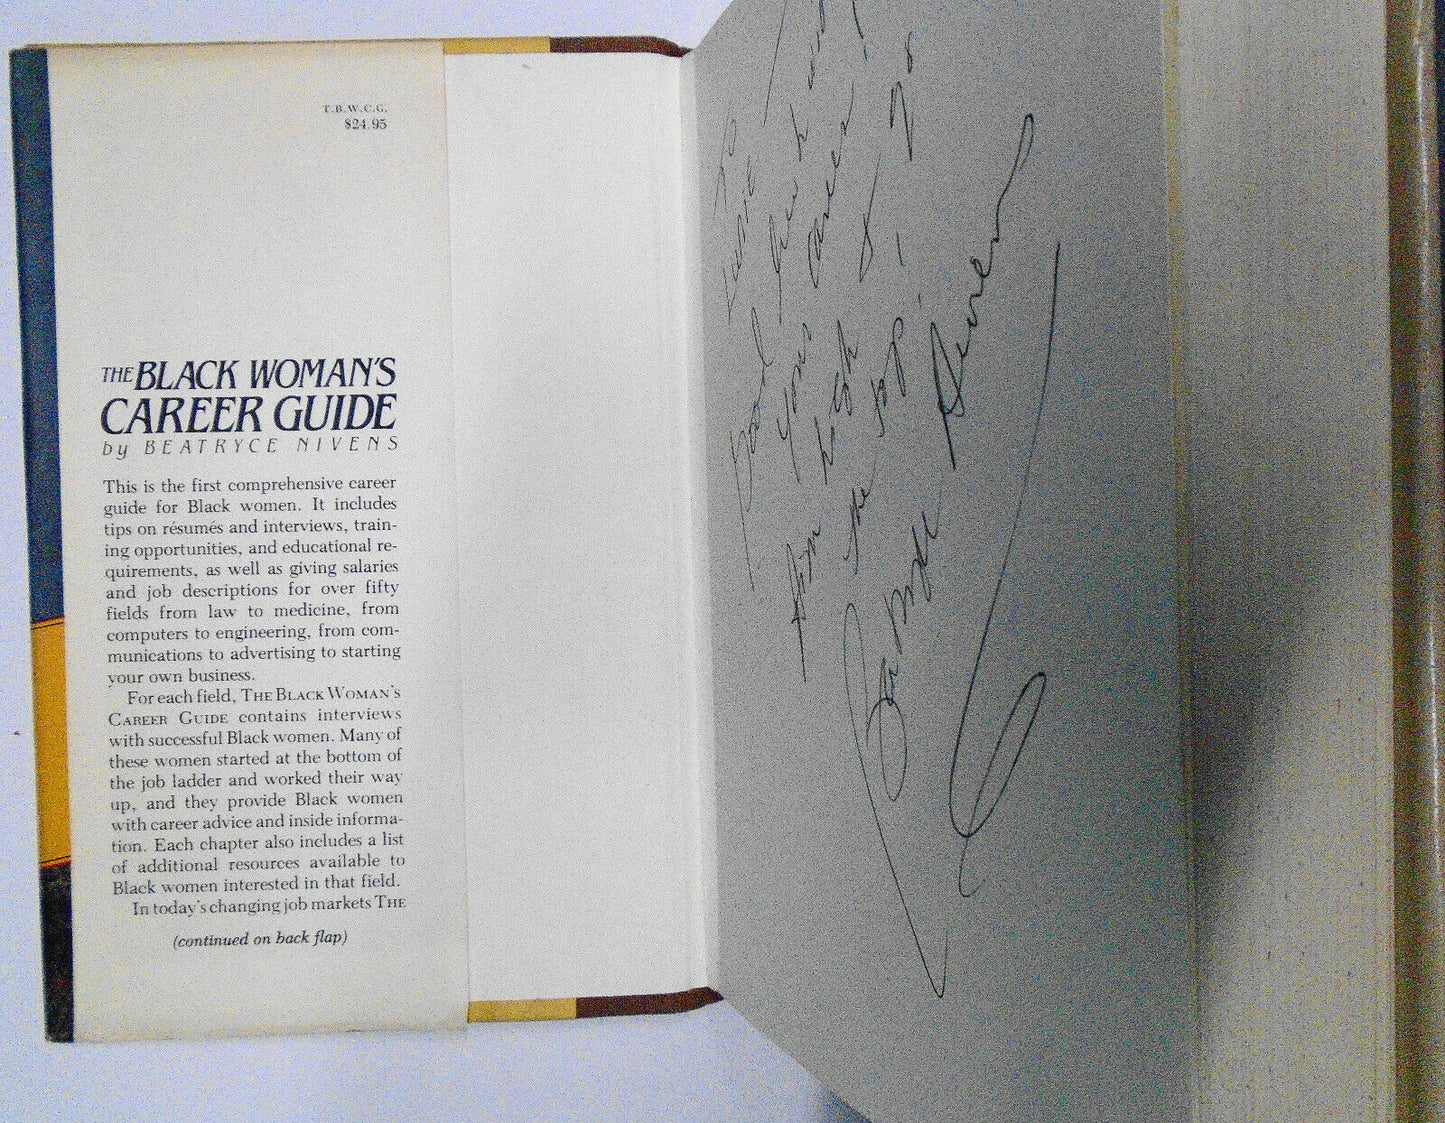 T.B.W.C.G.
$24.95
THE BLACK WOMAN'S
CAREER GUIDE
by BEATRYCE NIVENS
This is the first comprehensive career
guide for Black women. It includes
tips on résumés and interviews, train-
ing opportunities, and educational re-
quirements, as well as giving salaries
and job descriptions for over fifty
fields from law to medicine, from
computers to engineering, from com-
munications to advertising to starting
your own business.
For each field, THE BLACK WOMAN'S
CAREER GUIDE contains interviews
with successful Black women. Many of
these women started at the bottom of
the job ladder and worked their way
up, and they provide Black women
with career advice and inside informa-
tion. Each chapter also includes a list
of additional resources available to
Black women interested in that field.
In today's changing job markets THE
(continued on back flap)
To
Good luck
your career